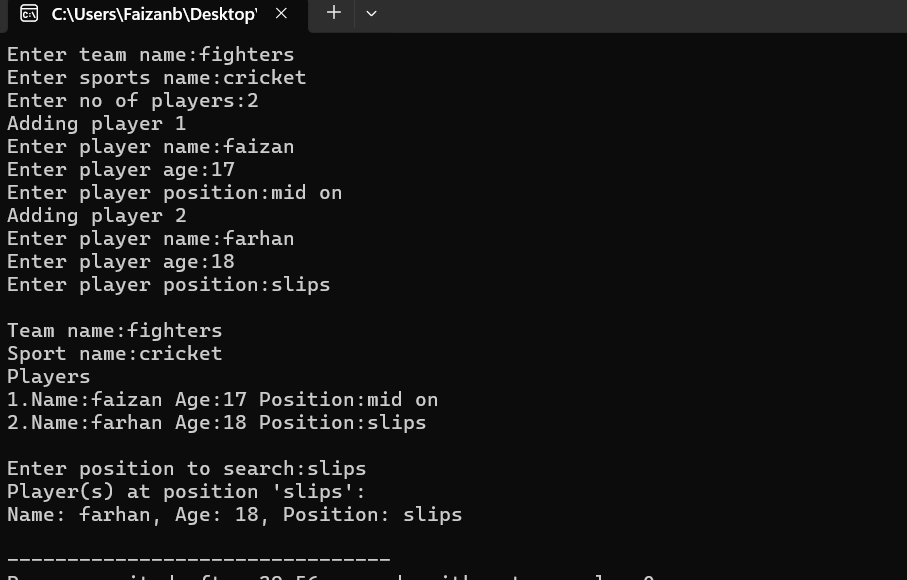 C:\Users\Faizanb\Desktop\
Enter team name:fighters
Enter sports name:cricket
Enter no of players:2
Adding player 1
Enter player name:faizan
Enter player age:17
Enter player position:mid on
Adding player 2
Enter player name:farhan
Enter player age:18
Enter player position:slips
Team name:fighters
Sport name:cricket
Players
1.Name:faizan Age:17 Position:mid on
2.Name:farhan Age:18 Position:slips
Enter position to search:slips
Player(s) at position 'slips':
Name: farhan, Age: 18, Position: slips
--------------------------------